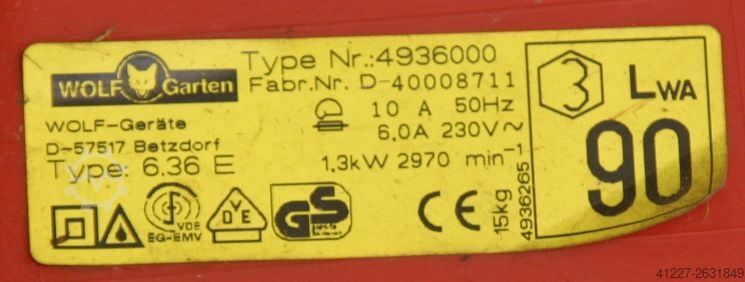 WOLF Garten
WOLF-Geräte
D-57517 Betzdorf
Type: 6.36 E
Type Nr.:4936000
Fabr.Nr. D-40008711
10 A 50Hz
6,0A 230V~
1,3kW 2970 min⁻¹
VDE
EG-EMV
DVE
GS
CE
15kg
4936265
3 LWA
90
41227-2631849